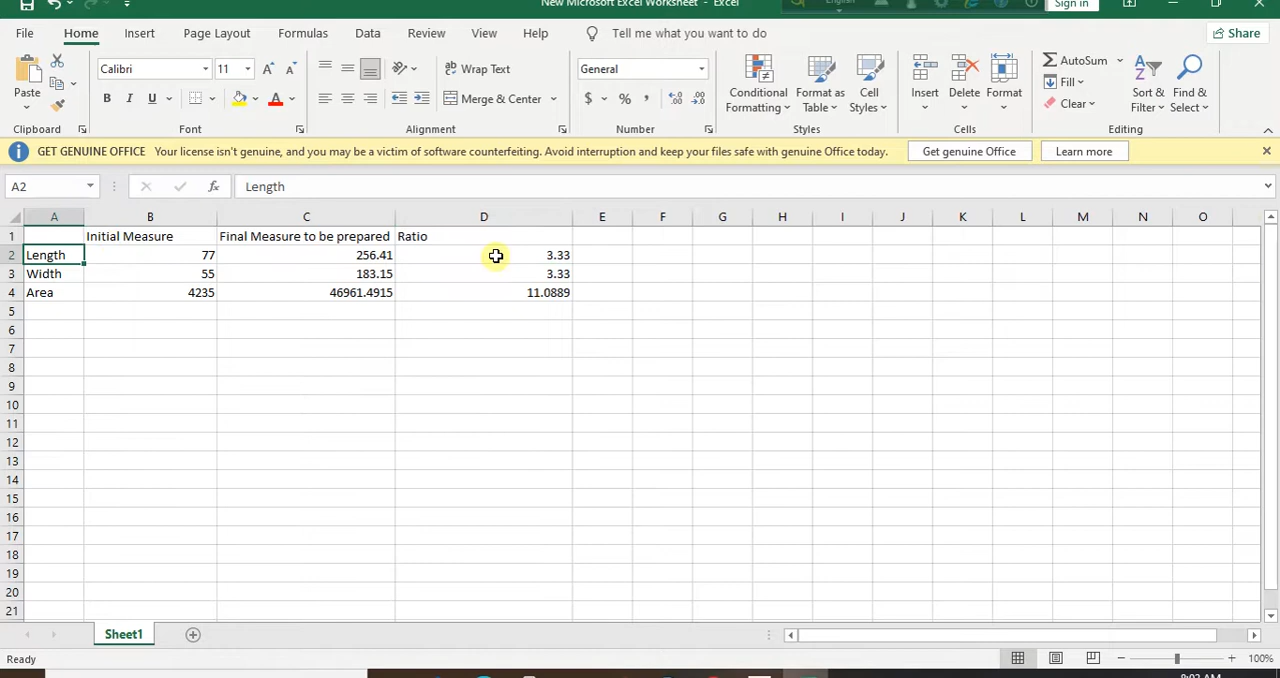 New Microsoft Excel Worksheet - Excel
Sign in
File Home Insert Page Layout Formulas Data Review View Help Tell me what you want to do Share
Calibri 11 Wrap Text General AutoSum
Fill
Paste B I U Merge & Center $ % , Conditional Formatting Format as Table Cell Styles Insert Delete Format Clear Sort & Filter Find & Select
Clipboard Font Alignment Number Styles Cells Editing
GET GENUINE OFFICE Your license isn't genuine, and you may be a victim of software counterfeiting. Avoid interruption and keep your files safe with genuine Office today. Get genuine Office Learn more
A2 fx Length
A B C D E F G H I J K L M N O
1 Initial Measure Final Measure to be prepared Ratio
2 Length 77 256.41 3.33
3 Width 55 183.15 3.33
4 Area 4235 46961.4915 11.0889
5
6
7
8
9
10
11
12
13
14
15
16
17
18
19
20
21
Sheet1
Ready 100%